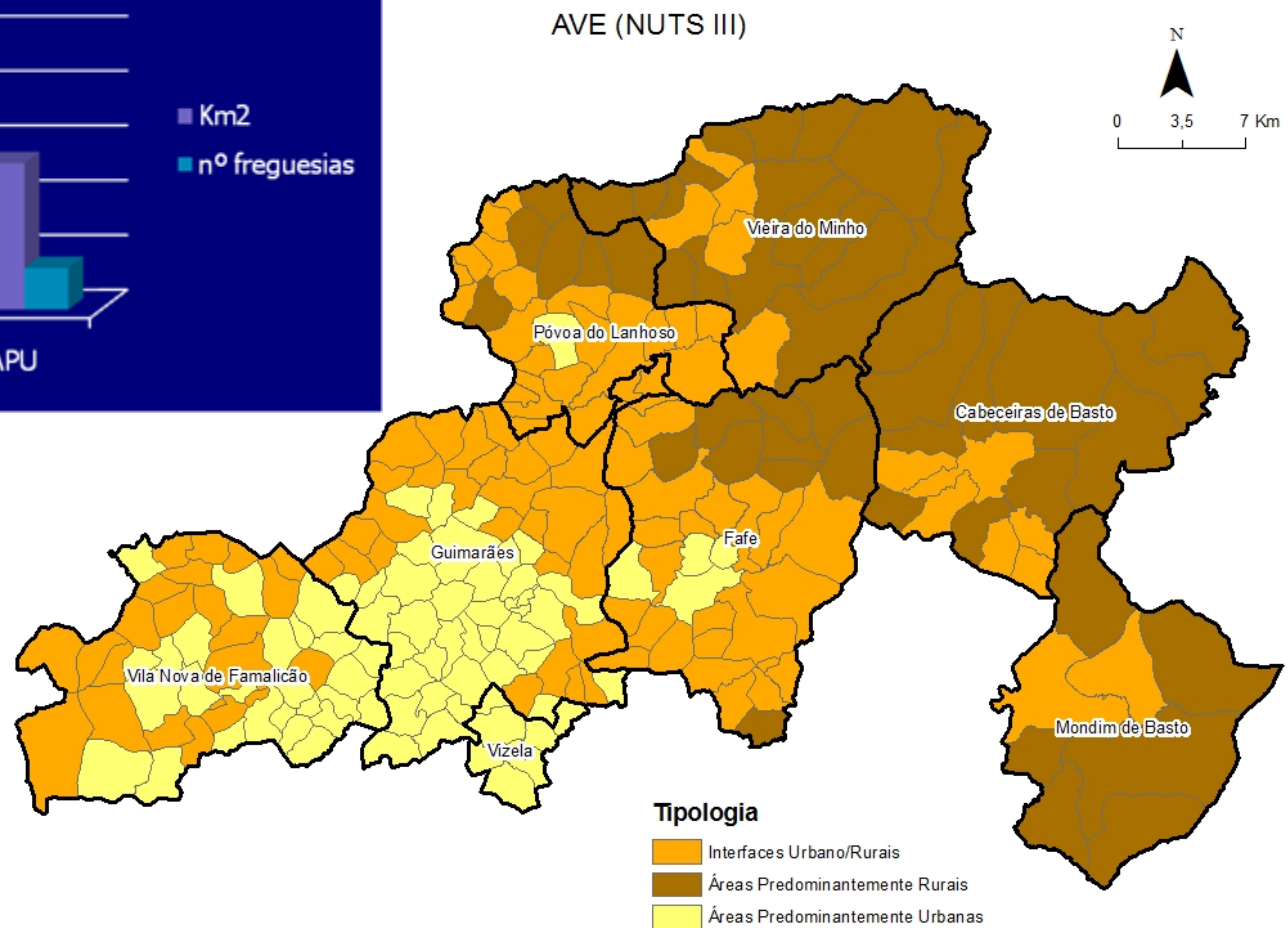 AVE (NUTS III)
N
0 3,5 7 Km
Km2
nº freguesias
APU
Vieira do Minho
Póvoa do Lanhoso
Cabeceiras de Basto
Guimarães
Fafe
Vila Nova de Famalicão
Vizela
Mondim de Basto
Tipologia
Interfaces Urbano/Rurais
Áreas Predominantemente Rurais
Áreas Predominantemente Urbanas